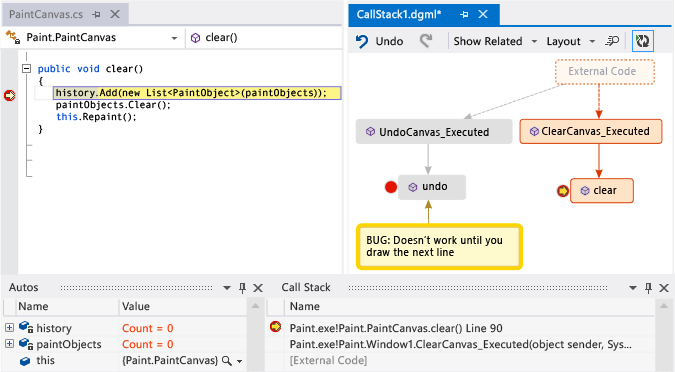 PaintCanvas.cs
Paint.PaintCanvas
clear()
public void clear()
{
history.Add(new List<PaintObject>(paintObjects));
paintObjects.Clear();
this.Repaint();
}
CallStack1.dgml*
Undo
Show Related
Layout
External Code
UndoCanvas_Executed
ClearCanvas_Executed
undo
clear
BUG: Doesn't work until you
draw the next line
Autos
Name Value
history Count = 0
paintObjects Count = 0
this {Paint.PaintCanvas}
Call Stack
Name
Paint.exe!Paint.PaintCanvas.clear() Line 90
Paint.exe!Paint.Window1.ClearCanvas_Executed(object sender, Sys...
[External Code]